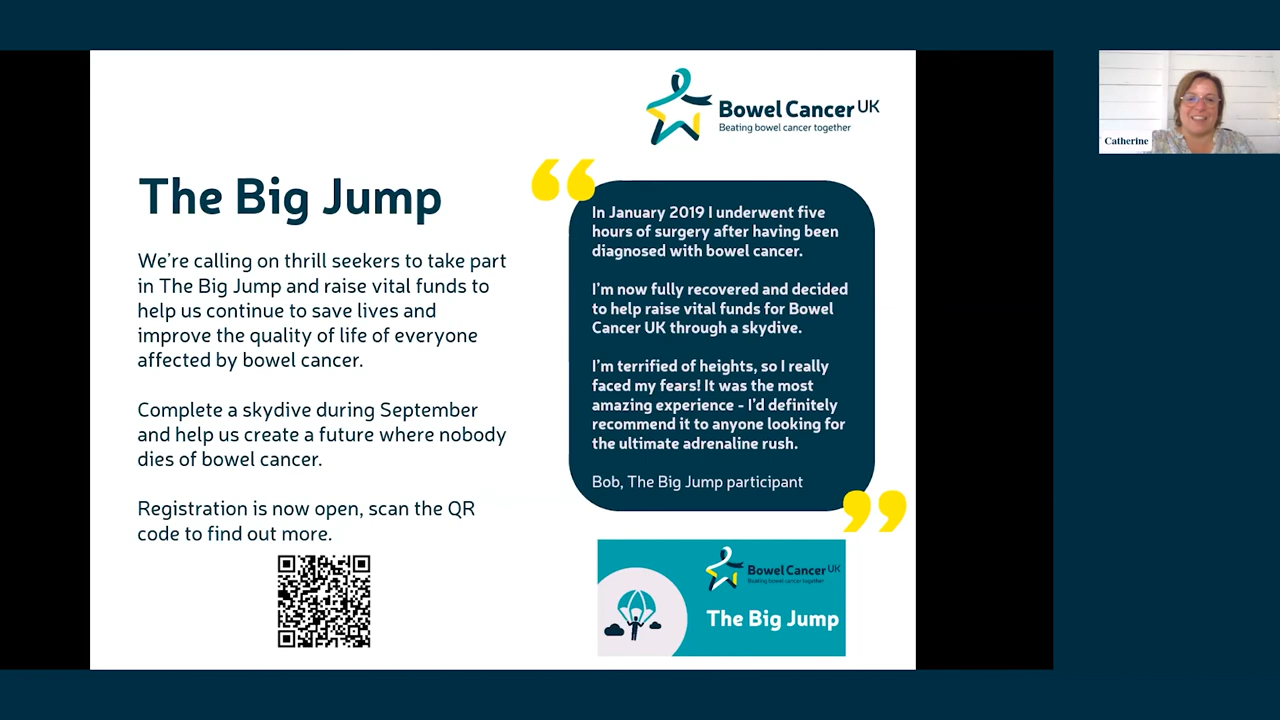 Bowel Cancer UK
Beating bowel cancer together
The Big Jump
We're calling on thrill seekers to take part
in The Big Jump and raise vital funds to
help us continue to save lives and
improve the quality of life of everyone
affected by bowel cancer.
Complete a skydive during September
and help us create a future where nobody
dies of bowel cancer.
Registration is now open, scan the QR
code to find out more.
“
In January 2019 I underwent five
hours of surgery after having been
diagnosed with bowel cancer.
I'm now fully recovered and decided
to help raise vital funds for Bowel
Cancer UK through a skydive.
I'm terrified of heights, so I really
faced my fears! It was the most
amazing experience - I'd definitely
recommend it to anyone looking for
the ultimate adrenaline rush.
Bob, The Big Jump participant
”
Bowel Cancer UK
Beating bowel cancer together
The Big Jump
Catherine